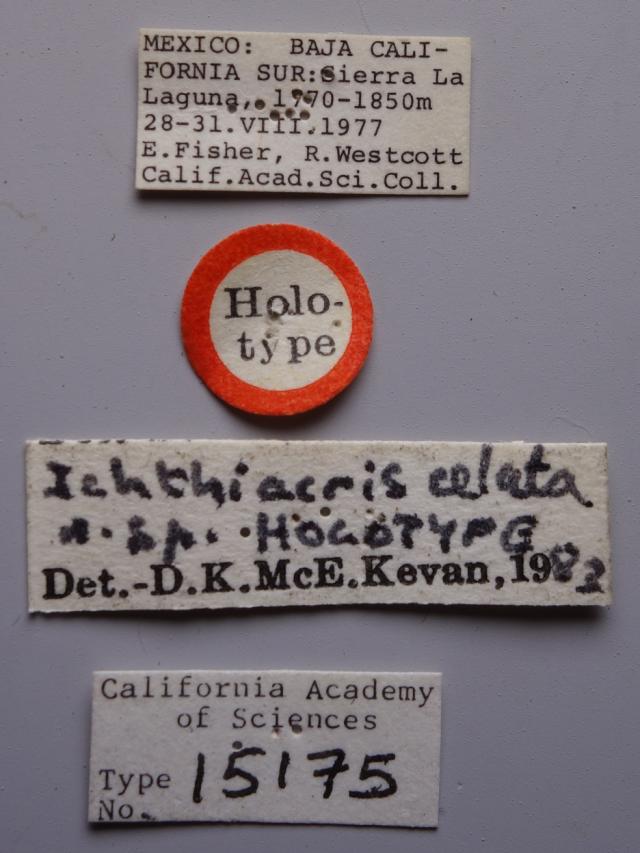 MEXICO: BAJA CALI-
FORNIA SUR:Sierra La
Laguna, 1770-1850m
28-31.VIII.1977
E.Fisher, R.Westcott
Calif.Acad.Sci.Coll.
Holo-
type
Ichthiacris celata
n. sp. HOLOTYPE
Det.-D.K.McE.Kevan, 1982
California Academy
of Sciences
Type 15175
No.